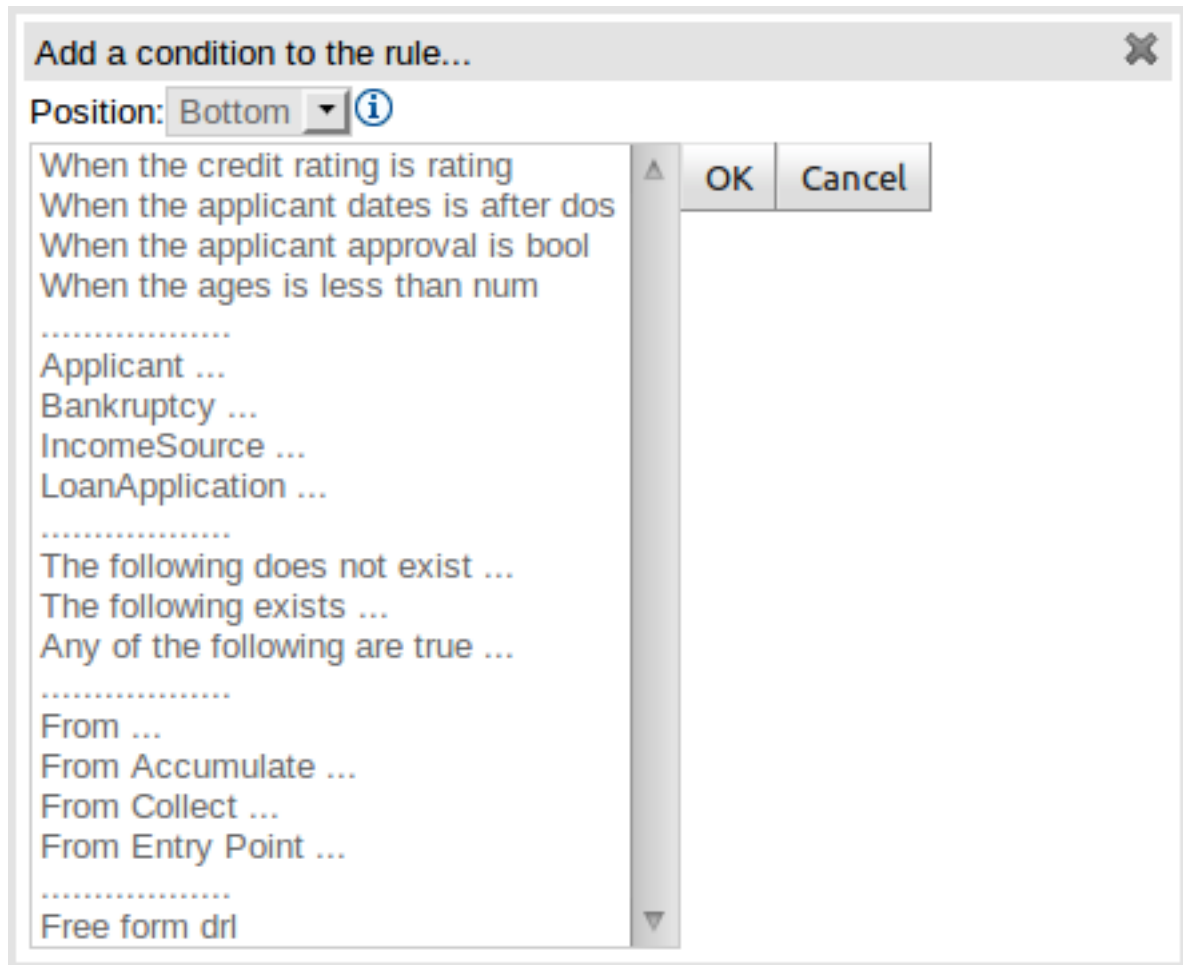 Add a condition to the rule...
Position: Bottom
When the credit rating is rating
OK Cancel
When the applicant dates is after dos
When the applicant approval is bool
When the ages is less than num
..................
Applicant ...
Bankruptcy ...
IncomeSource ...
LoanApplication ...
..................
The following does not exist ...
The following exists ...
Any of the following are true ...
..................
From ...
From Accumulate ...
From Collect ...
From Entry Point ...
..................
Free form drl